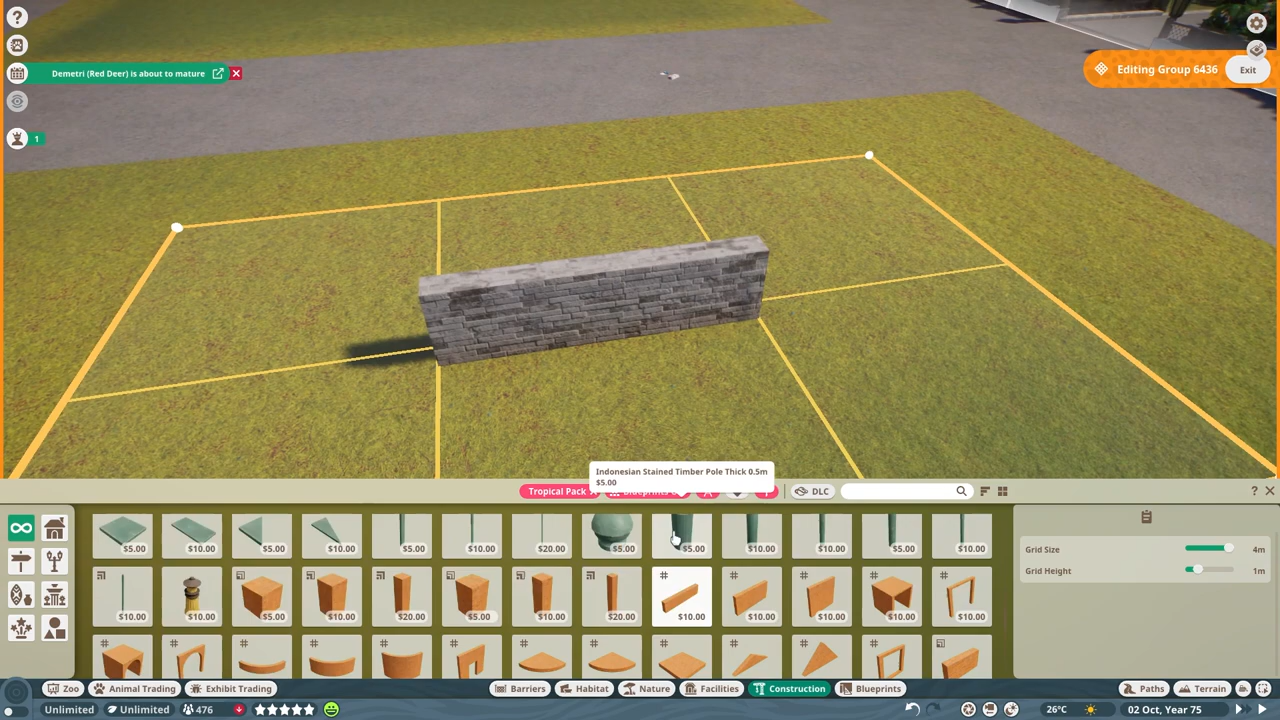 ?
Demetri (Red Deer) is about to mature
1
Editing Group 6436
Exit
Indonesian Stained Timber Pole Thick 0.5m
$5.00
Tropical Pack
DLC
?
$5.00 $10.00 $5.00 $10.00 $5.00 $10.00 $20.00 $5.00 $5.00 $10.00 $10.00 $5.00 $10.00
$10.00 $10.00 $5.00 $10.00 $20.00 $5.00 $10.00 $20.00 $10.00 $10.00 $10.00 $10.00 $10.00
Grid Size 4m
Grid Height 1m
Zoo Animal Trading Exhibit Trading Barriers Habitat Nature Facilities Construction Blueprints Paths Terrain
Unlimited Unlimited 476 26°C 02 Oct, Year 75